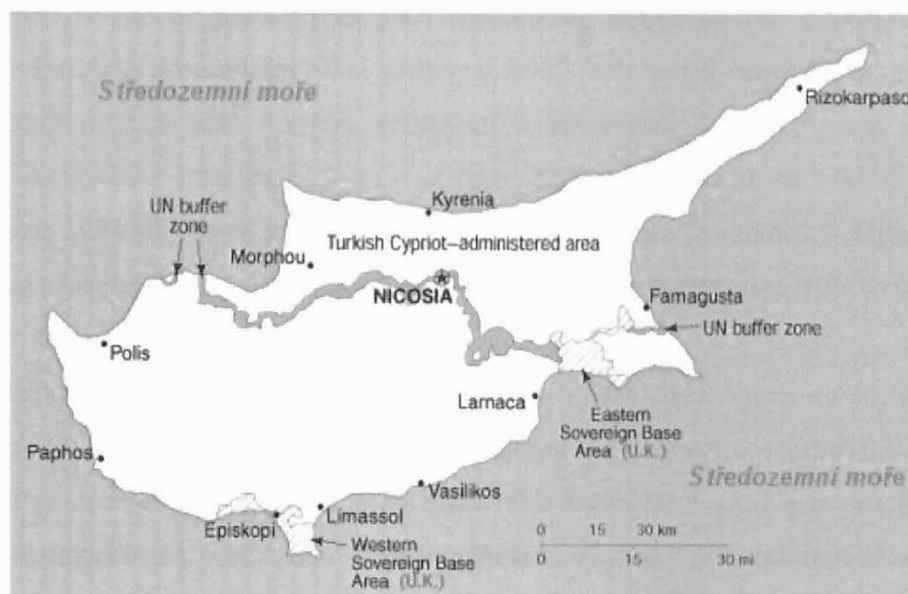 Středozemní moře
Rizokarpaso
UN buffer
zone
Kyrenia
Turkish Cypriot–administered area
Morphou
NICOSIA
Famagusta
UN buffer zone
Polis
Larnaca
Eastern
Sovereign Base
Area (U.K.)
Paphos
Středozemní moře
Vasilikos
Episkopi
Limassol
Western
Sovereign Base
Area (U.K.)
0 15 30 km
0 15 30 mi